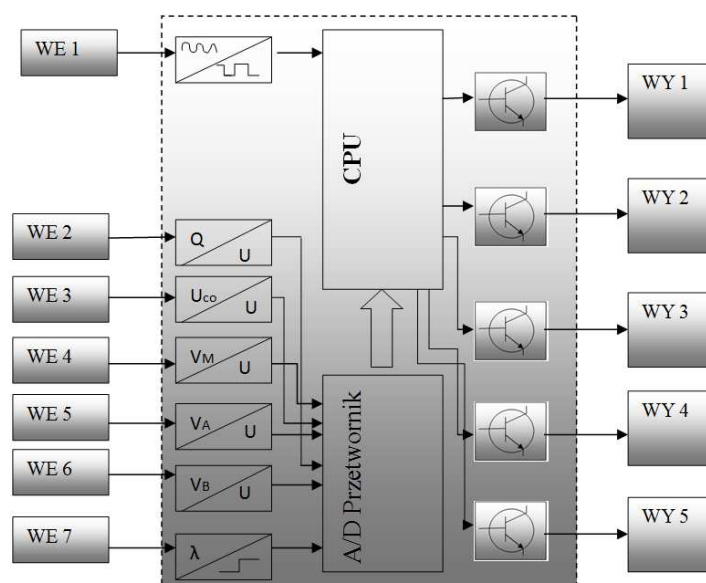 WE 1
WE 2
WE 3
WE 4
WE 5
WE 6
WE 7
Q
U
Uco
U
VM
U
VA
U
VB
U
λ
CPU
A/D Przetwornik
WY 1
WY 2
WY 3
WY 4
WY 5